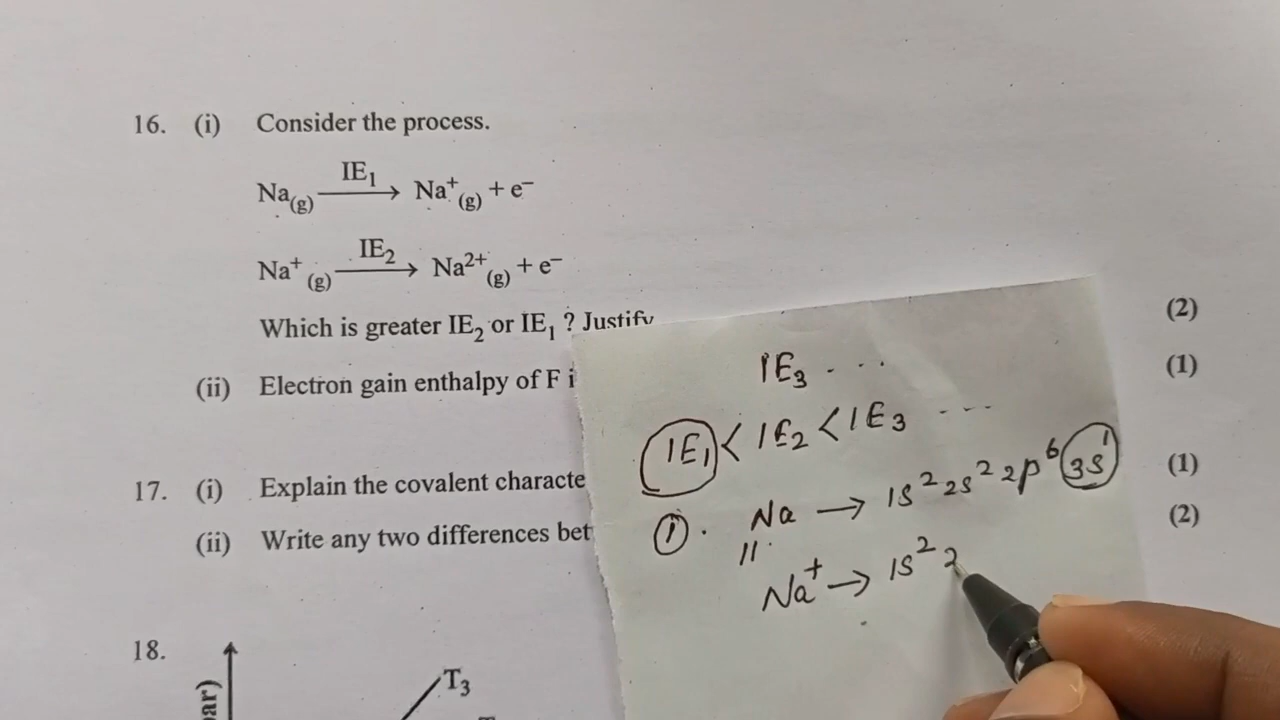 16. (i) Consider the process.
Na(g) —IE₁→ Na⁺(g) + e⁻
Na⁺(g) —IE₂→ Na²⁺(g) + e⁻
Which is greater IE₂ or IE₁ ? Justify (2)
(ii) Electron gain enthalpy of F i (1)
17. (i) Explain the covalent characte (1)
(ii) Write any two differences bet (2)
18.
T₃
ar)
IE₃ . . .
IE₁ < IE₂ < IE₃ ---
①. Na → 1s² 2s² 2p⁶ 3s¹
Na⁺ → 1s² 2